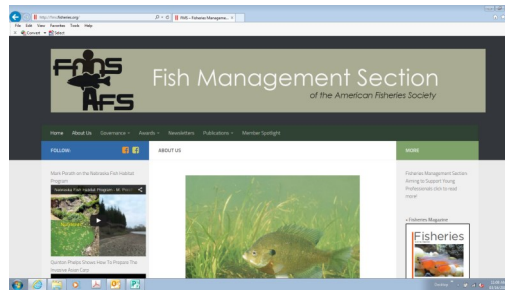 FMS - Fisheries Manageme...
File Edit View Favorites Tools Help
Convert Select
FMS
AFS
Fish Management Section
of the American Fisheries Society
Home About Us Governance Awards Newsletters Publications Member Spotlight
FOLLOW:
ABOUT US
MORE
Mark Porath on the Nebraska Fish Habitat
Program
Nebraska Fish Habitat Program - M. Por
Quinton Phelps Shows How To Prepare The
Invasive Asian Carp
Fisheries Management Section
Aiming to Support Young
Professionals click to read
more!
» Fisheries Magazine
Fisheries
Desktop